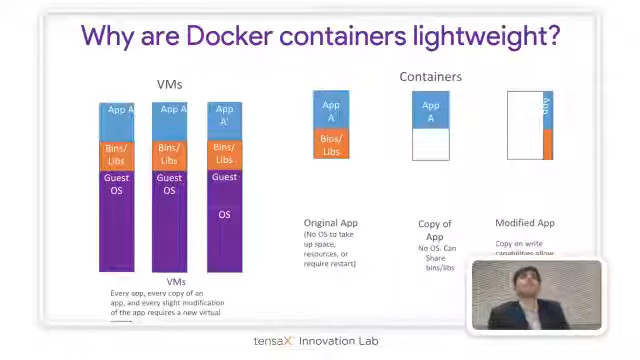 Why are Docker containers lightweight?
VMs
Containers
App A
App A
App
A'
Bins/
Libs
Bins/
Libs
Bins/
Libs
Guest
OS
Guest
OS
Guest
OS
App
A
Bins/
Libs
App
A
App
Original App
(No OS to take
up space,
resources, or
require restart)
Copy of
App
No OS. Can
Share
bins/libs
Modified App
Copy on write
capabilities allow
VMs
Every app, every copy of an
app, and every slight modification
of the app requires a new virtual
tensaX Innovation Lab